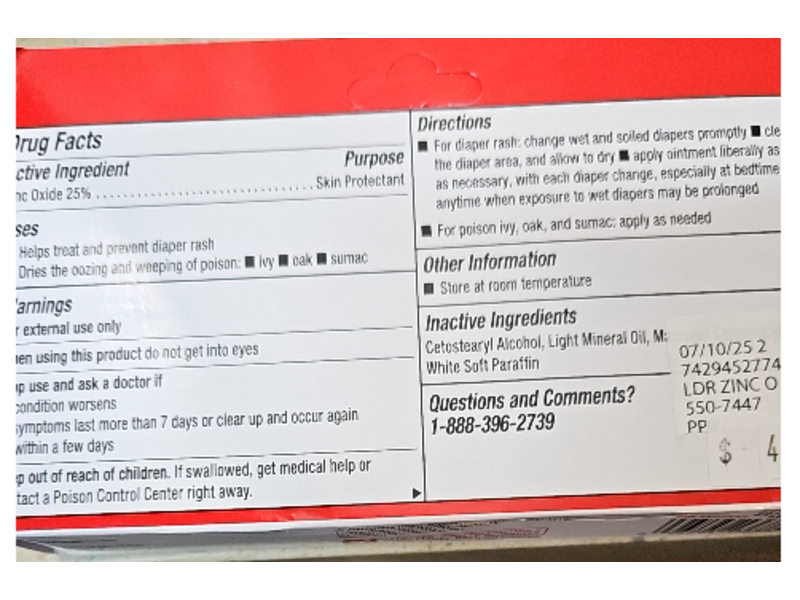 Drug Facts
ctive Ingredient
Purpose
nc Oxide 25% ................................ Skin Protectant
ses
Helps treat and prevent diaper rash
Dries the oozing and weeping of poison: ■ ivy ■ oak ■ sumac
arnings
r external use only
en using this product do not get into eyes
p use and ask a doctor if
condition worsens
symptoms last more than 7 days or clear up and occur again
within a few days
p out of reach of children. If swallowed, get medical help or
tact a Poison Control Center right away.
Directions
■ For diaper rash: change wet and soiled diapers promptly ■ cle
the diaper area, and allow to dry ■ apply ointment liberally as
as necessary, with each diaper change, especially at bedtime
anytime when exposure to wet diapers may be prolonged
■ For poison ivy, oak, and sumac: apply as needed
Other Information
■ Store at room temperature
Inactive Ingredients
Cetostearyl Alcohol, Light Mineral Oil, M
White Soft Paraffin
Questions and Comments?
1-888-396-2739
07/10/25 2
7429452774
LDR ZINC O
550-7447
PP
$ 4